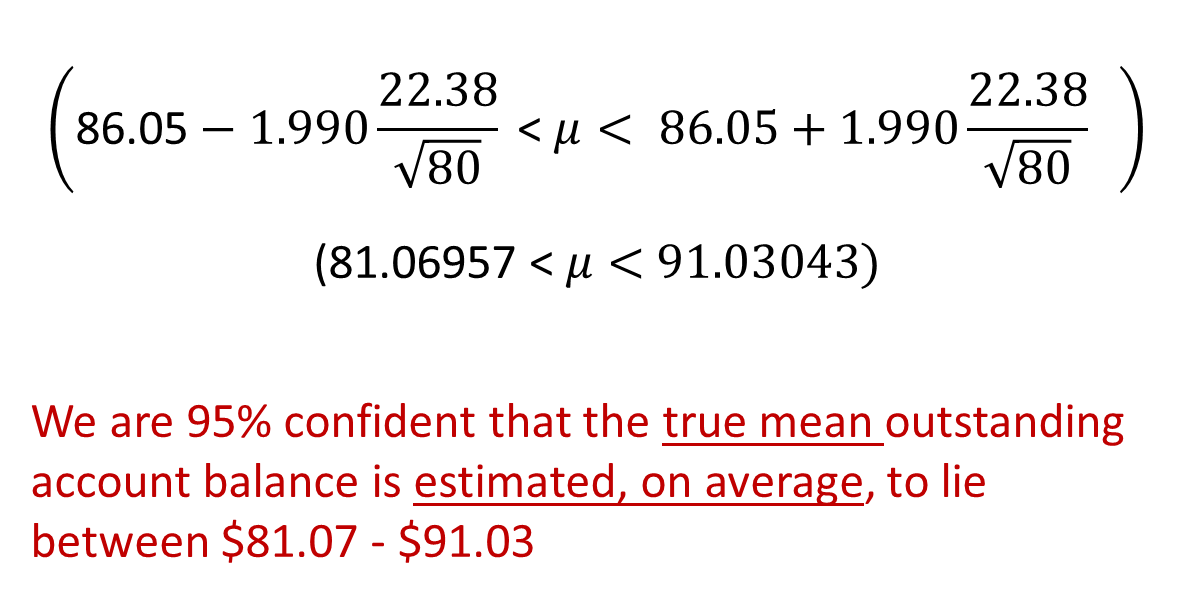 (86.05 − 1.990 22.38/√80 < μ < 86.05 + 1.990 22.38/√80)
(81.06957 < μ < 91.03043)
We are 95% confident that the true mean outstanding
account balance is estimated, on average, to lie
between $81.07 - $91.03